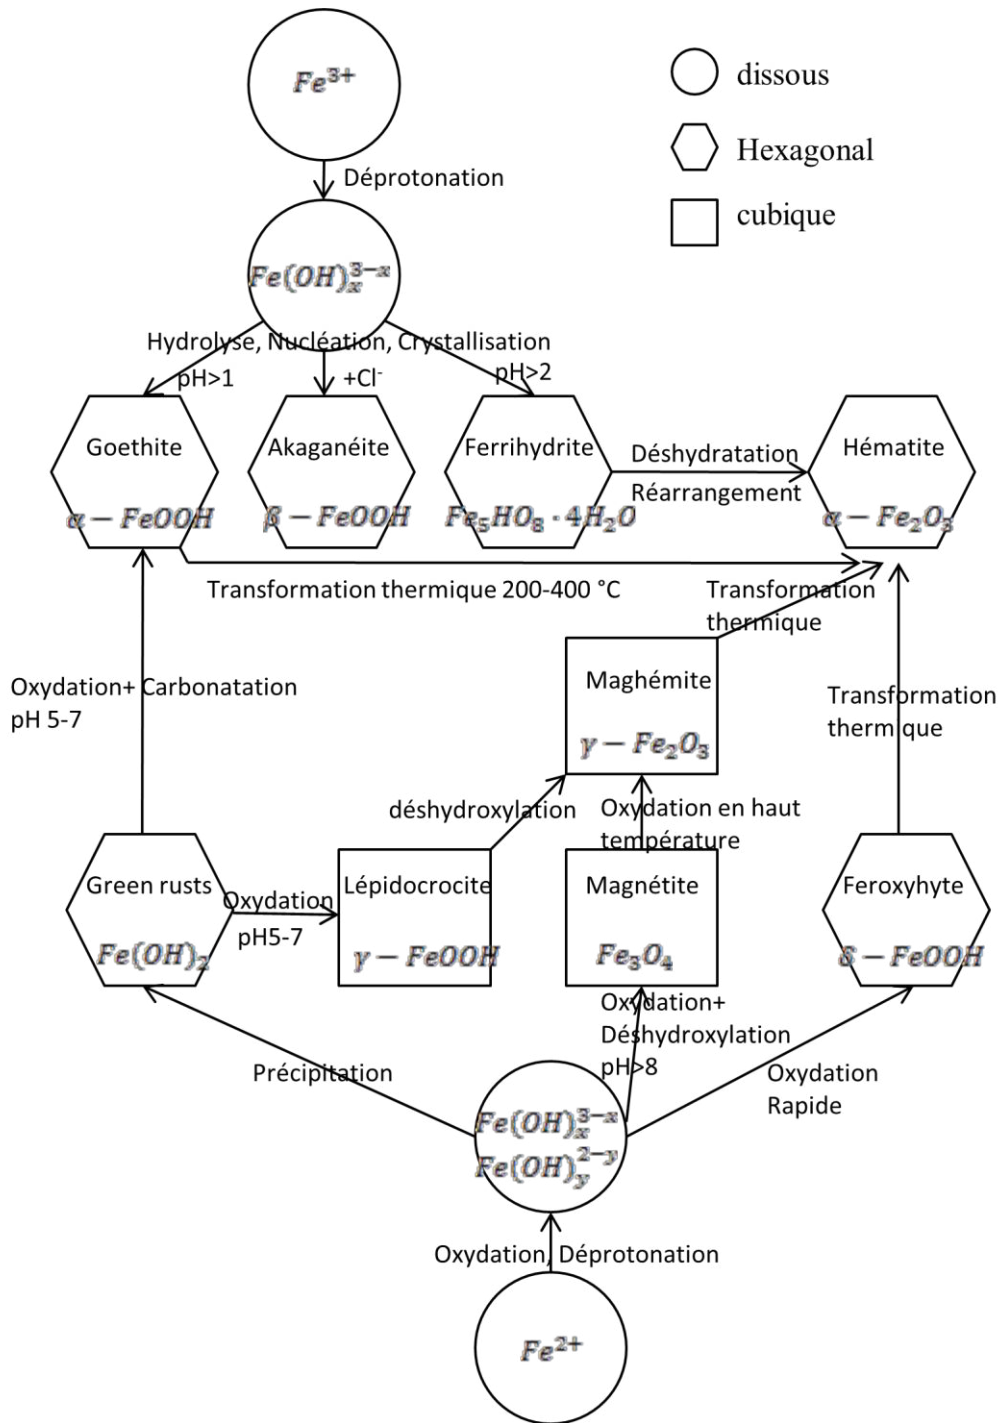 Fe³⁺
dissous
Hexagonal
cubique
Déprotonation
Fe(OH)ₓ³⁻ˣ
Hydrolyse, Nucléation, Crystallisation
pH>1
+Cl⁻
pH>2
Goethite
α − FeOOH
Akaganéite
β − FeOOH
Ferrihydrite
Fe₅HO₈ · 4H₂O
Déshydratation
Réarrangement
Hématite
α − Fe₂O₃
Transformation thermique 200-400 °C
Transformation
thermique
Oxydation+ Carbonatation
pH 5-7
Maghémite
γ − Fe₂O₃
Transformation
thermique
déshydroxylation
Oxydation en haut
température
Green rusts
Fe(OH)₂
Oxydation
pH5-7
Lépidocrocite
γ − FeOOH
Magnétite
Fe₃O₄
Feroxyhyte
δ − FeOOH
Précipitation
Oxydation+
Déshydroxylation
pH>8
Oxydation
Rapide
Fe(OH)ₓ³⁻ˣ
Fe(OH)ᵧ²⁻ʸ
Oxydation, Déprotonation
Fe²⁺